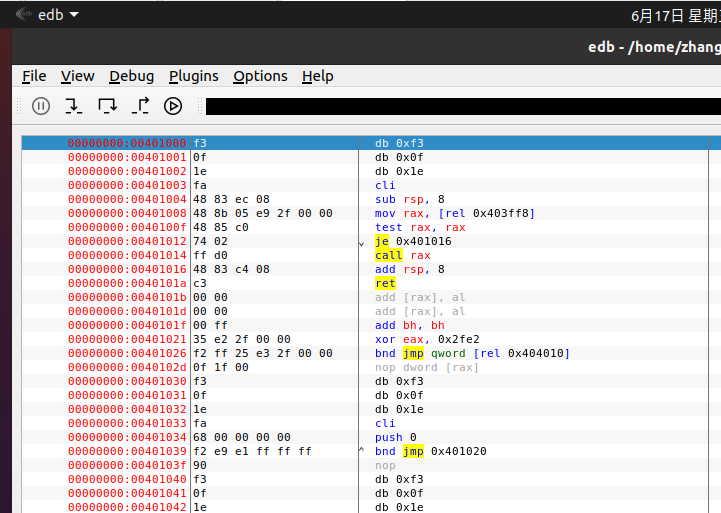 edb
6月17日 星期
edb - /home/zhang
File View Debug Plugins Options Help
00000000:00401000 f3 db 0xf3
00000000:00401001 0f db 0x0f
00000000:00401002 1e db 0x1e
00000000:00401003 fa cli
00000000:00401004 48 83 ec 08 sub rsp, 8
00000000:00401008 48 8b 05 e9 2f 00 00 mov rax, [rel 0x403ff8]
00000000:0040100f 48 85 c0 test rax, rax
00000000:00401012 74 02 je 0x401016
00000000:00401014 ff d0 call rax
00000000:00401016 48 83 c4 08 add rsp, 8
00000000:0040101a c3 ret
00000000:0040101b 00 00 add [rax], al
00000000:0040101d 00 00 add [rax], al
00000000:0040101f 00 ff add bh, bh
00000000:00401021 35 e2 2f 00 00 xor eax, 0x2fe2
00000000:00401026 f2 ff 25 e3 2f 00 00 bnd jmp qword [rel 0x404010]
00000000:0040102d 0f 1f 00 nop dword [rax]
00000000:00401030 f3 db 0xf3
00000000:00401031 0f db 0x0f
00000000:00401032 1e db 0x1e
00000000:00401033 fa cli
00000000:00401034 68 00 00 00 00 push 0
00000000:00401039 f2 e9 e1 ff ff ff bnd jmp 0x401020
00000000:0040103f 90 nop
00000000:00401040 f3 db 0xf3
00000000:00401041 0f db 0x0f
00000000:00401042 1e db 0x1e